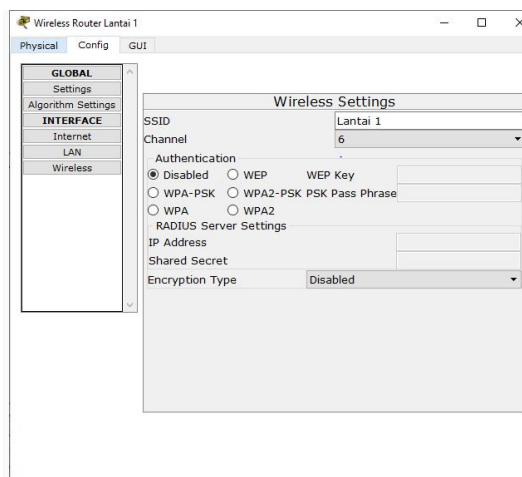 Wireless Router Lantai 1
Physical Config GUI
GLOBAL
Settings
Algorithm Settings
INTERFACE
Internet
LAN
Wireless
Wireless Settings
SSID Lantai 1
Channel 6
Authentication
Disabled WEP WEP Key
WPA-PSK WPA2-PSK PSK Pass Phrase
WPA WPA2
RADIUS Server Settings
IP Address
Shared Secret
Encryption Type Disabled